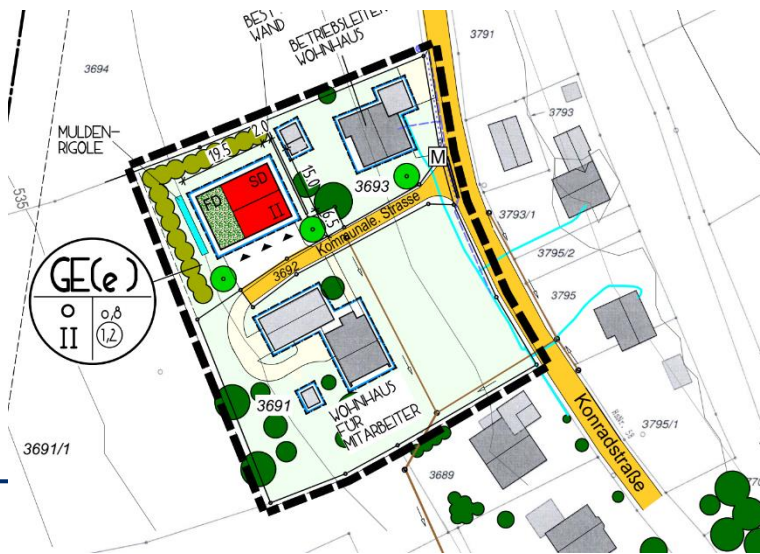 BEST.
WAND
BETRIEBSLEITER
WOHNHAUS
3791
3694
3793
MULDEN-
RIGOLE
2.0
19.5
M
SD
FD
II
15.0
3693
6.5
535
3793/1
Kommunale. Strasse
3692
3795/2
GE(e)
o
0,8
II
1,2
3795
3691
WOHNHAUS
FÜR
MITARBEITER
3691/1
Konradstraße
3795/1
3689